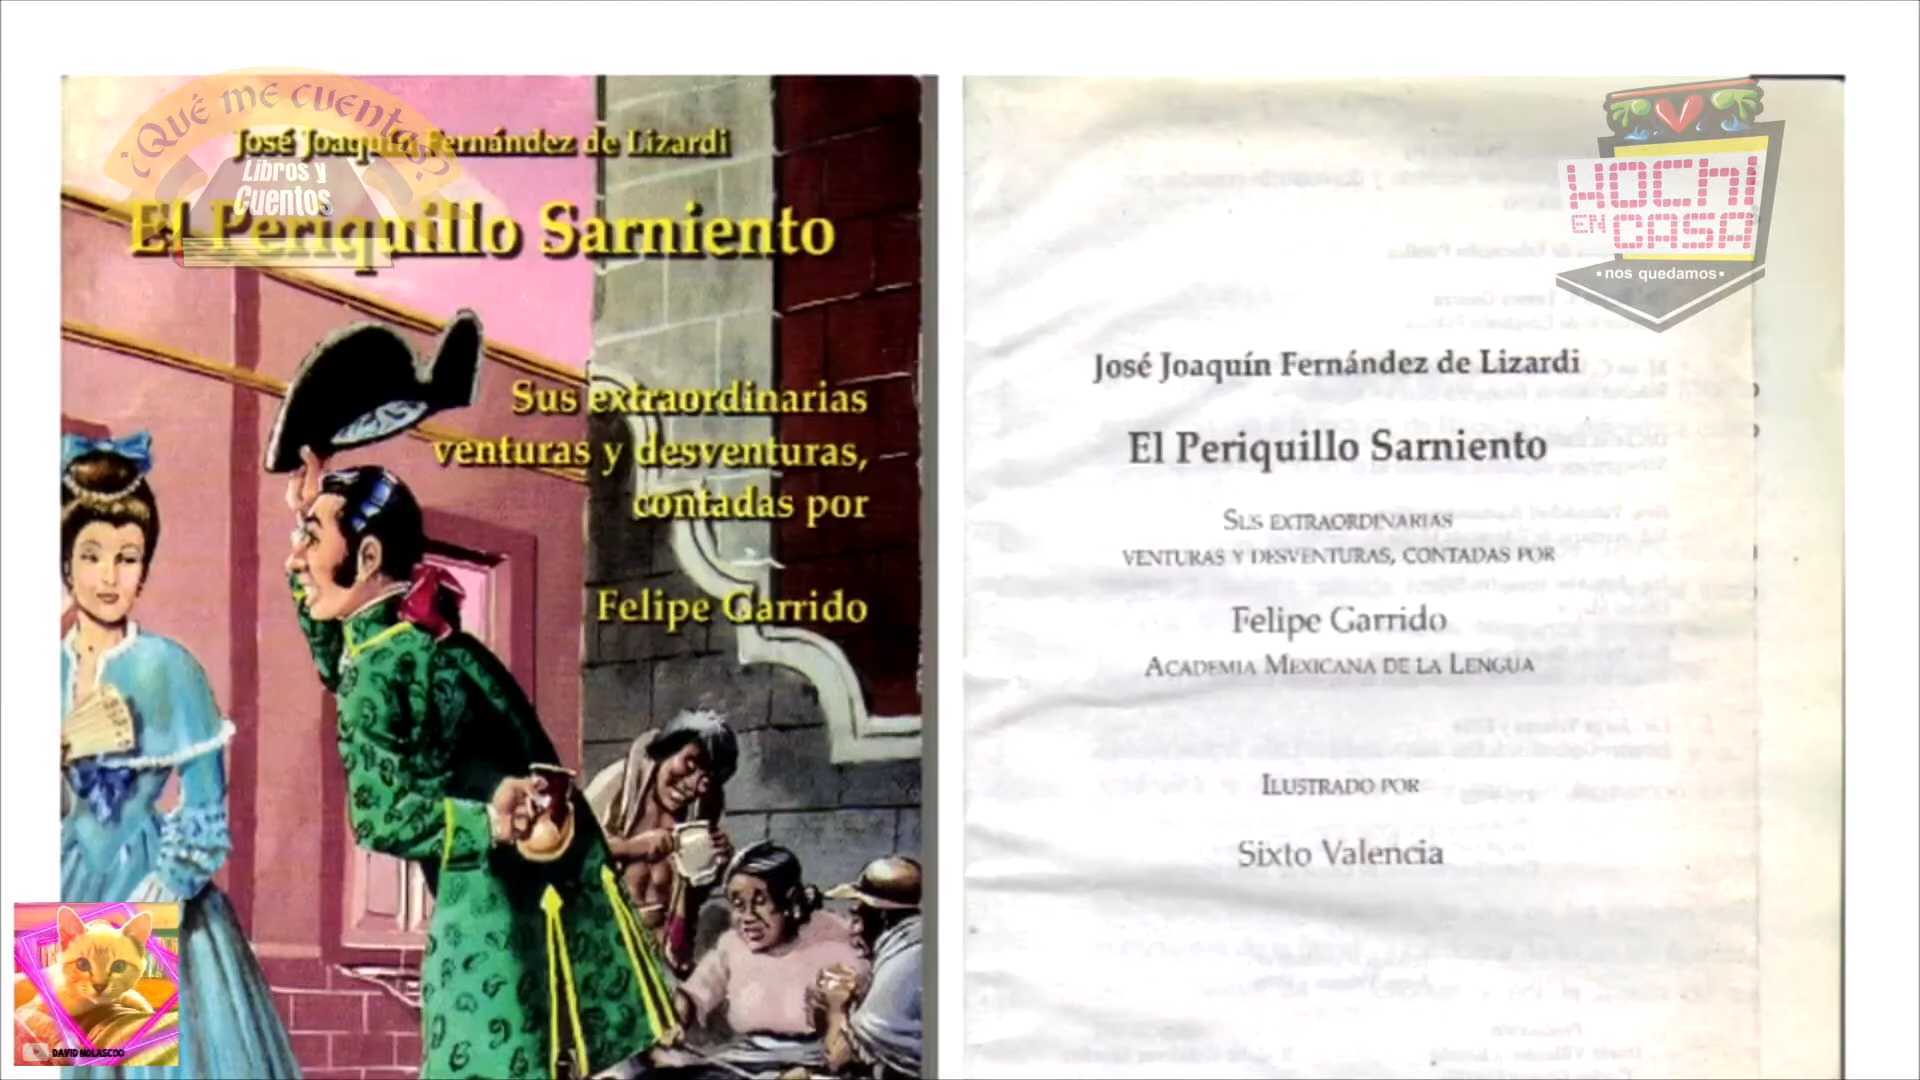 ¿Qué me cuentas?
Libros y
Cuentos
José Joaquín Fernández de Lizardi
El Periquillo Sarniento
Sus extraordinarias
venturas y desventuras,
contadas por
Felipe Garrido
DAVID NOLASCOO
XOCHI
EN CASA
•nos quedamos•
José Joaquín Fernández de Lizardi
El Periquillo Sarniento
SUS EXTRAORDINARIAS
VENTURAS Y DESVENTURAS, CONTADAS POR
Felipe Garrido
ACADEMIA MEXICANA DE LA LENGUA
ILUSTRADO POR
Sixto Valencia